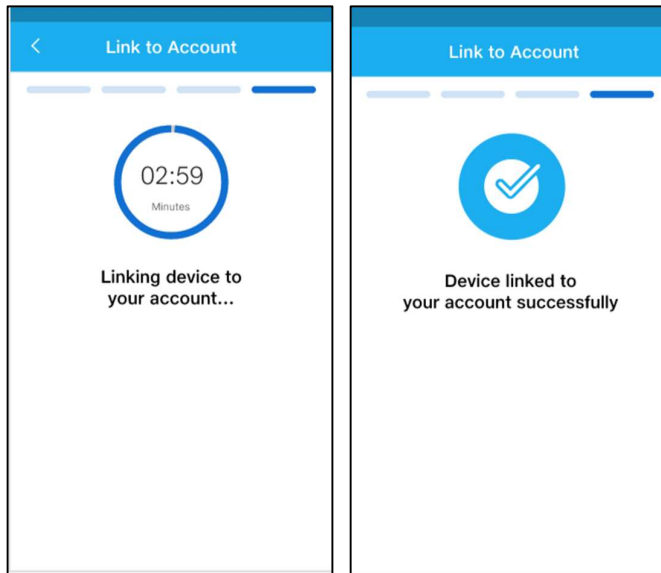 Link to Account
02:59
Minutes
Linking device to
your account...
Link to Account
Device linked to
your account successfully